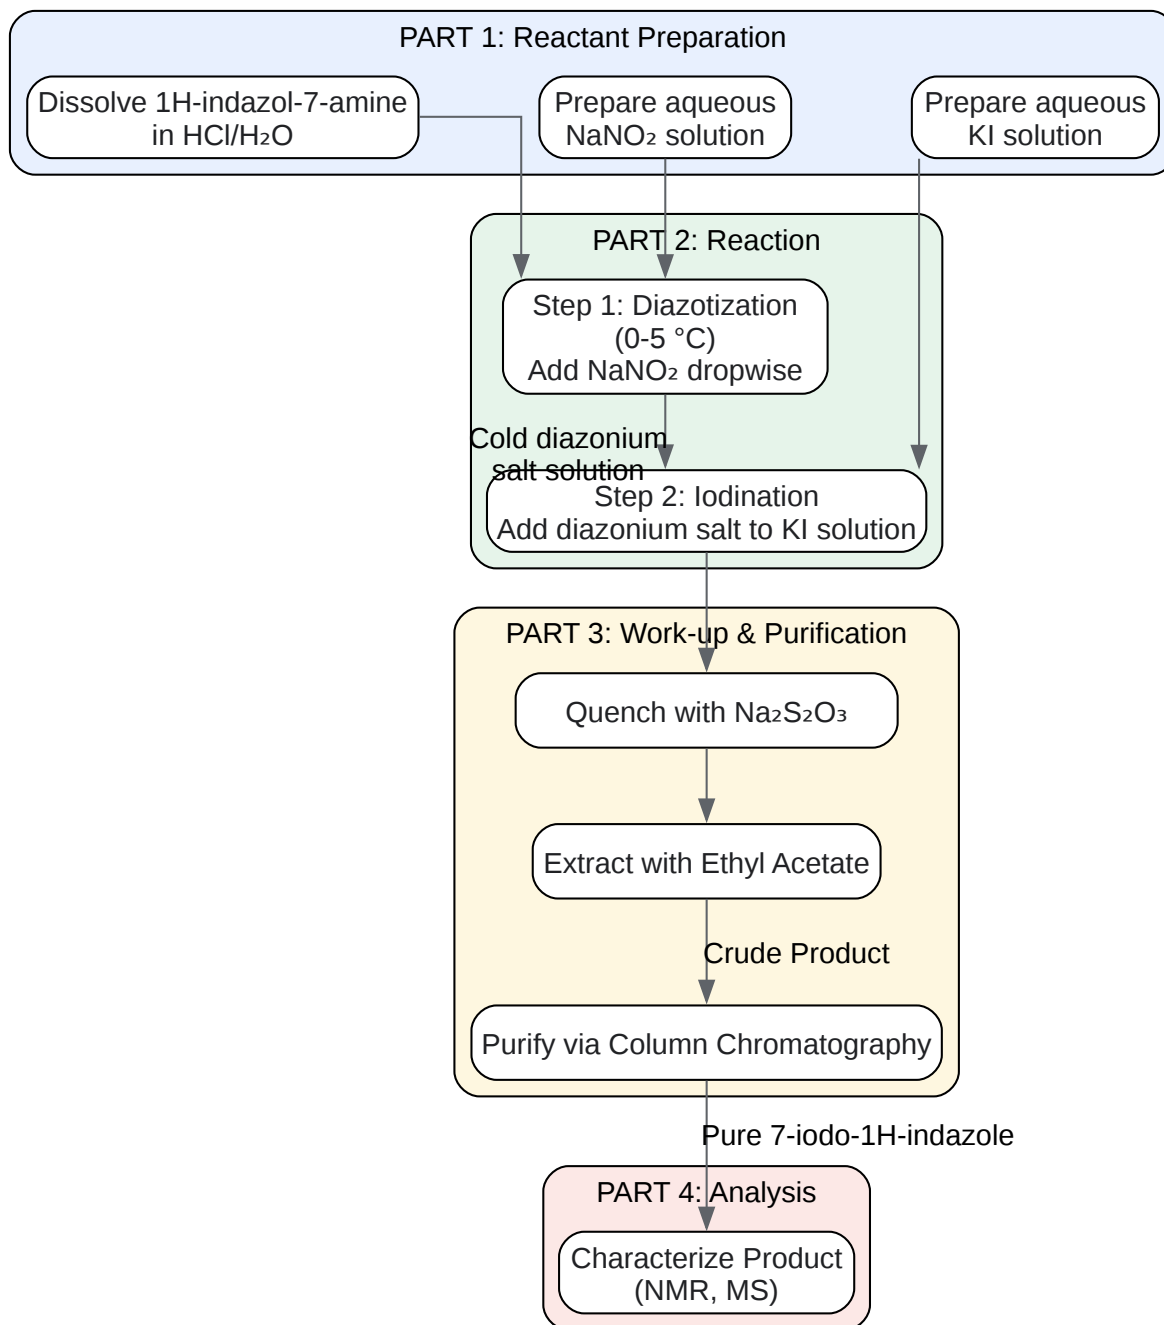 PART 1: Reactant Preparation
Dissolve 1H-indazol-7-amine
in HCl/H₂O
Prepare aqueous
NaNO₂ solution
Prepare aqueous
KI solution
PART 2: Reaction
Step 1: Diazotization
(0-5 °C)
Add NaNO₂ dropwise
Cold diazonium
salt solution
Step 2: Iodination
Add diazonium salt to KI solution
PART 3: Work-up & Purification
Quench with Na₂S₂O₃
Extract with Ethyl Acetate
Crude Product
Purify via Column Chromatography
Pure 7-iodo-1H-indazole
PART 4: Analysis
Characterize Product
(NMR, MS)